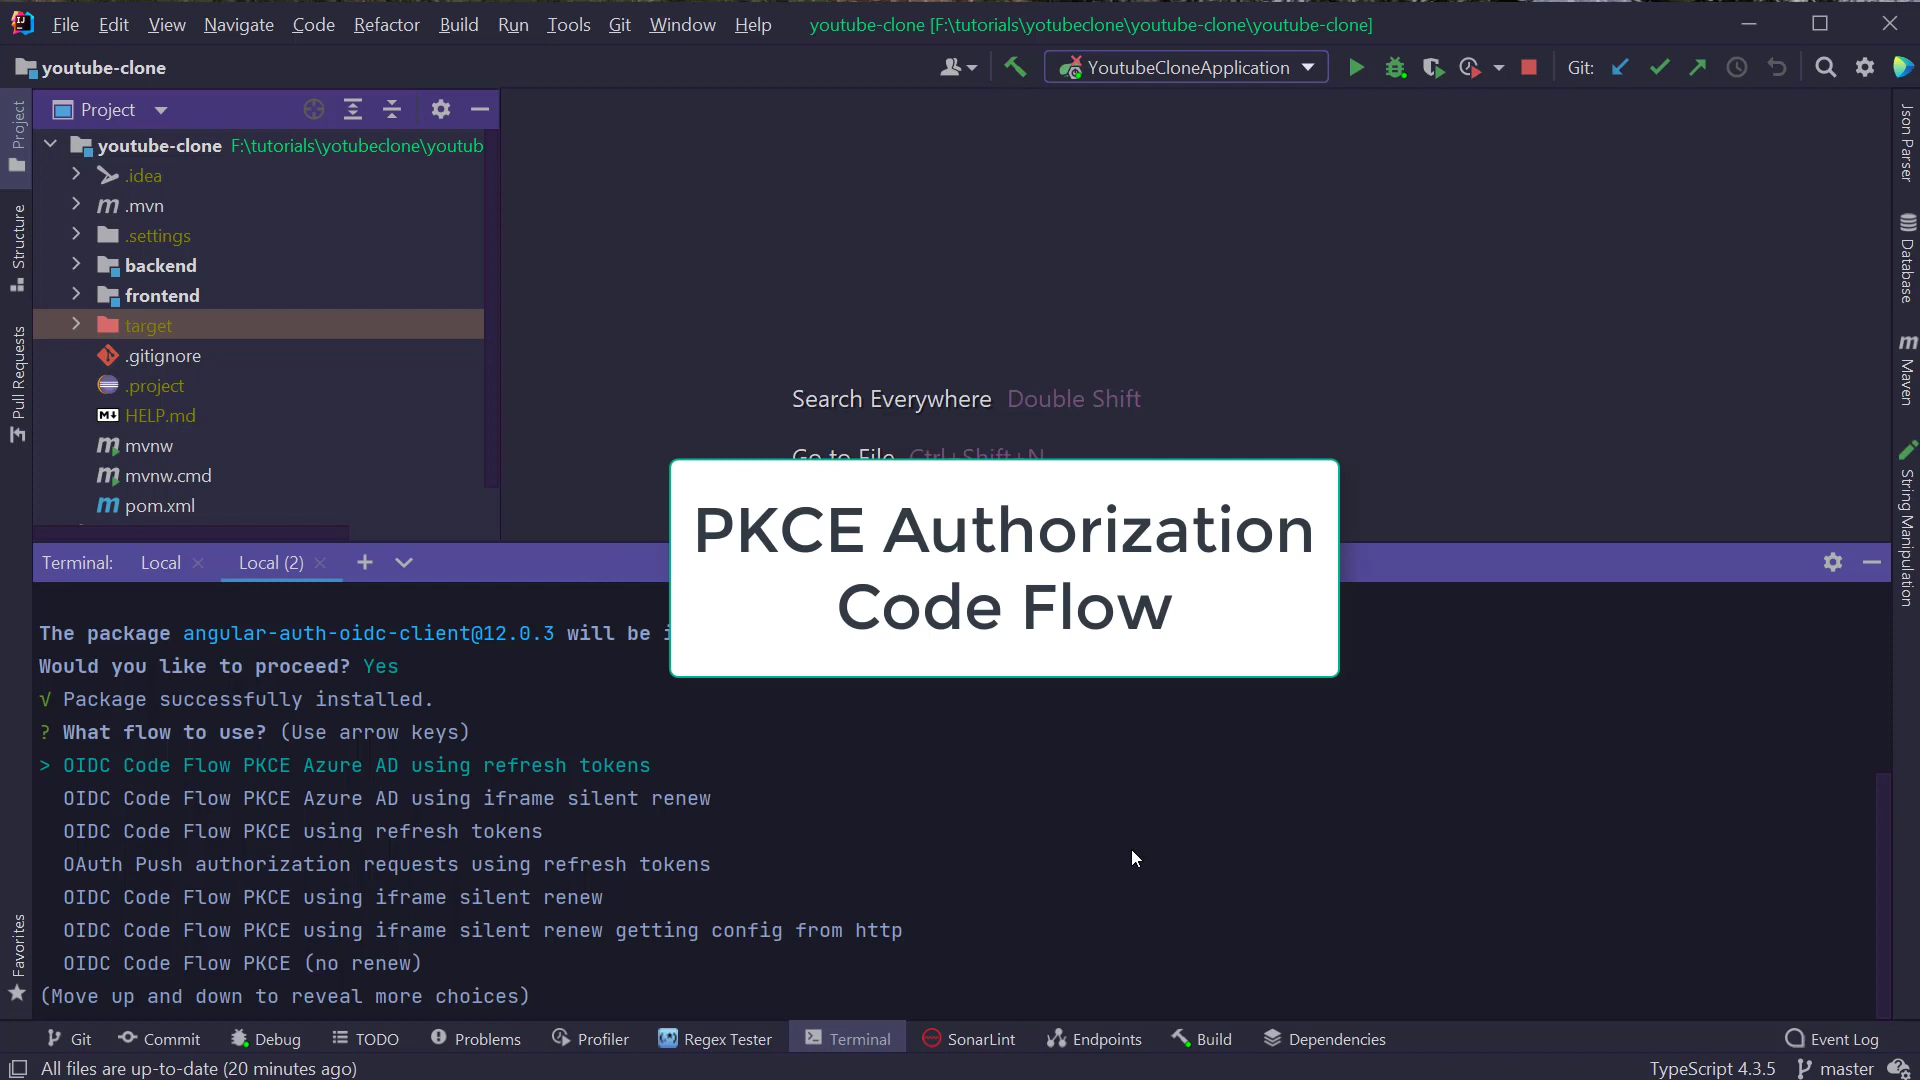 File Edit View Navigate Code Refactor Build Run Tools Git Window Help youtube-clone [F:\tutorials\yotubeclone\youtube-clone\youtube-clone]
youtube-clone YoutubeCloneApplication Git:
Project
youtube-clone F:\tutorials\yotubeclone\youtub
.idea
.mvn
.settings
backend
frontend
target
.gitignore
.project
HELP.md
mvnw
mvnw.cmd
pom.xml
Project
Structure
Pull Requests
Favorites
Search Everywhere Double Shift
Go to File Ctrl+Shift+N
PKCE Authorization
Code Flow
Json Parser
Database
Maven
String Manipulation
Terminal: Local Local (2)
The package angular-auth-oidc-client@12.0.3 will be
Would you like to proceed? Yes
√ Package successfully installed.
? What flow to use? (Use arrow keys)
> OIDC Code Flow PKCE Azure AD using refresh tokens
OIDC Code Flow PKCE Azure AD using iframe silent renew
OIDC Code Flow PKCE using refresh tokens
OAuth Push authorization requests using refresh tokens
OIDC Code Flow PKCE using iframe silent renew
OIDC Code Flow PKCE using iframe silent renew getting config from http
OIDC Code Flow PKCE (no renew)
(Move up and down to reveal more choices)
Git Commit Debug TODO Problems Profiler Regex Tester Terminal SonarLint Endpoints Build Dependencies Event Log
All files are up-to-date (20 minutes ago) TypeScript 4.3.5 master